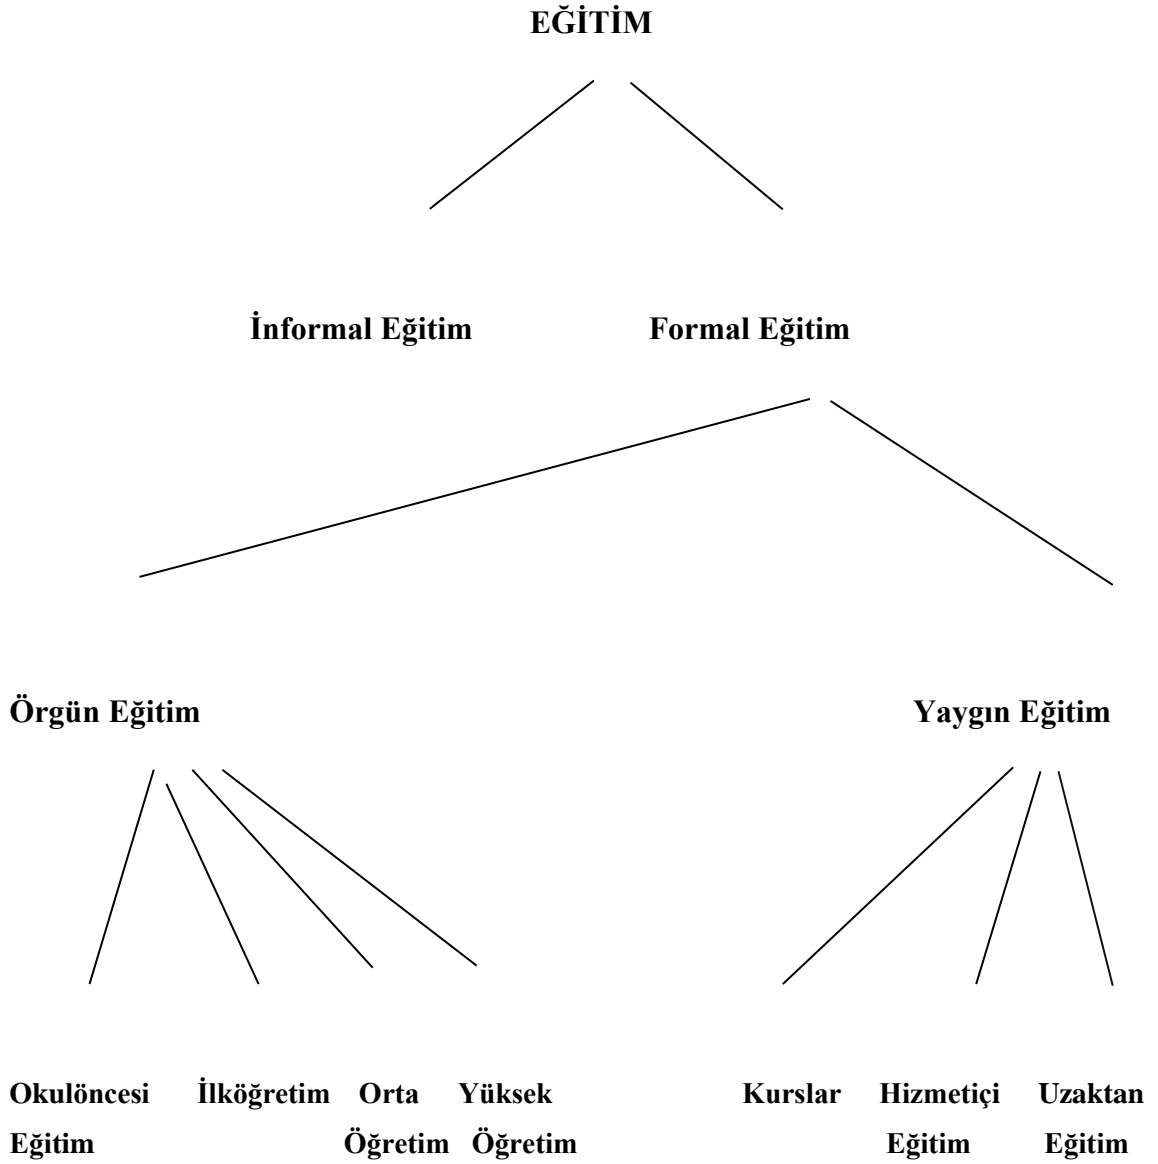 EĞİTİM
İnformal Eğitim Formal Eğitim
Örgün Eğitim Yaygın Eğitim
Okulöncesi İlköğretim Orta Yüksek Kurslar Hizmetiçi Uzaktan
Eğitim Öğretim Öğretim Eğitim Eğitim